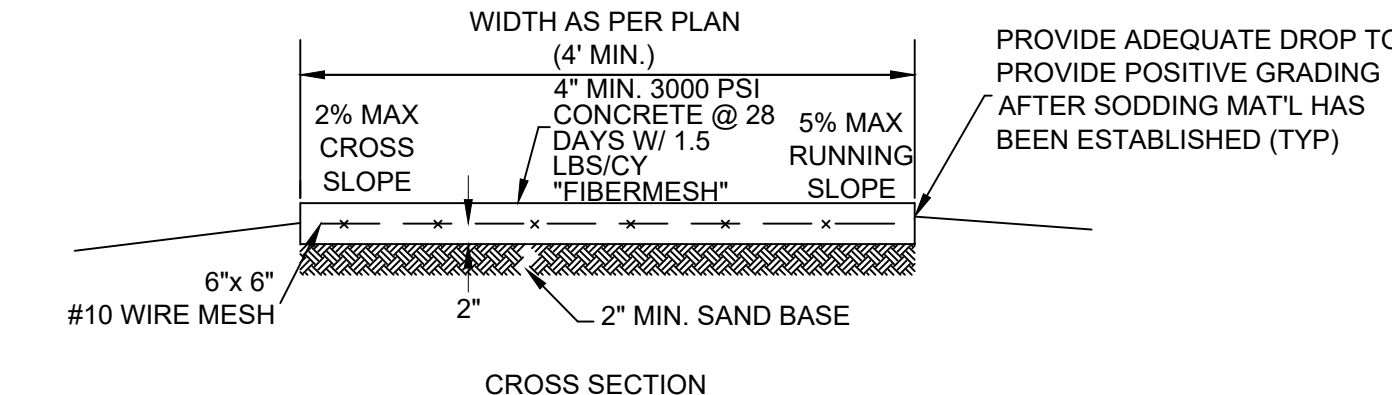 WIDTH AS PER PLAN
(4' MIN.)
4" MIN. 3000 PSI
CONCRETE @ 28
DAYS W/ 1.5
LBS/CY
"FIBERMESH"
2% MAX
CROSS
SLOPE
5% MAX
RUNNING
SLOPE
PROVIDE ADEQUATE DROP TO
PROVIDE POSITIVE GRADING
AFTER SODDING MAT'L HAS
BEEN ESTABLISHED (TYP)
6"x 6"
#10 WIRE MESH
2"
2" MIN. SAND BASE
CROSS SECTION